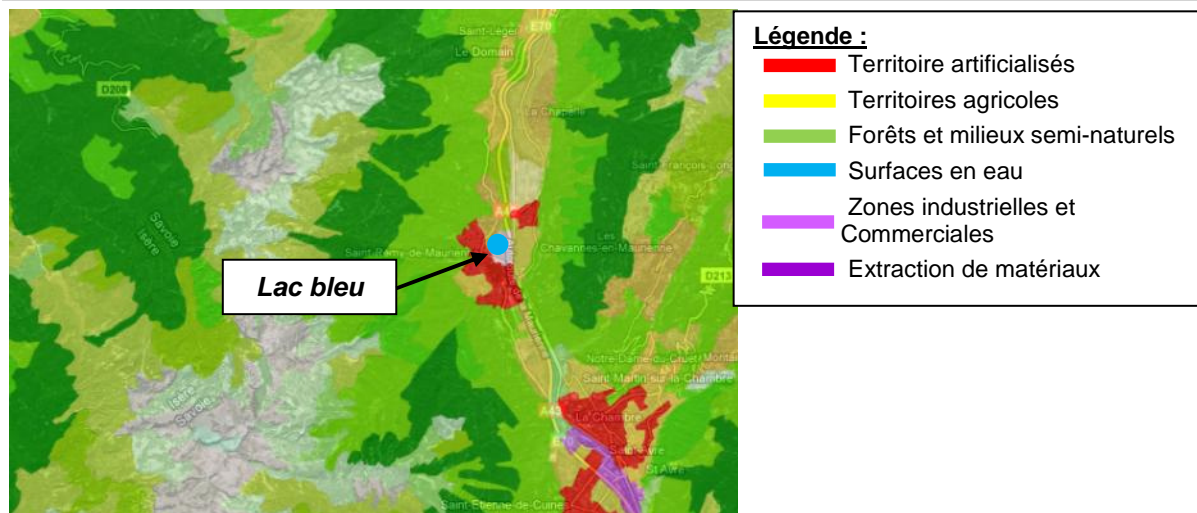 Saint-Léger
E70
Le Domain
D208
La Chapelle
Savoie
Isère
Saint-Rémy-de-Maurienne
Les
Chavannes-en-Maurienne
D213
Lac bleu
Notre-Dame-du-Cruet
Saint-Martin-sur-la-Chambre
Isère
Savoie
A43
La Chambre
St Avre
Saint-Etienne-de-Cuines
Légende :
Territoire artificialisés
Territoires agricoles
Forêts et milieux semi-naturels
Surfaces en eau
Zones industrielles et
Commerciales
Extraction de matériaux